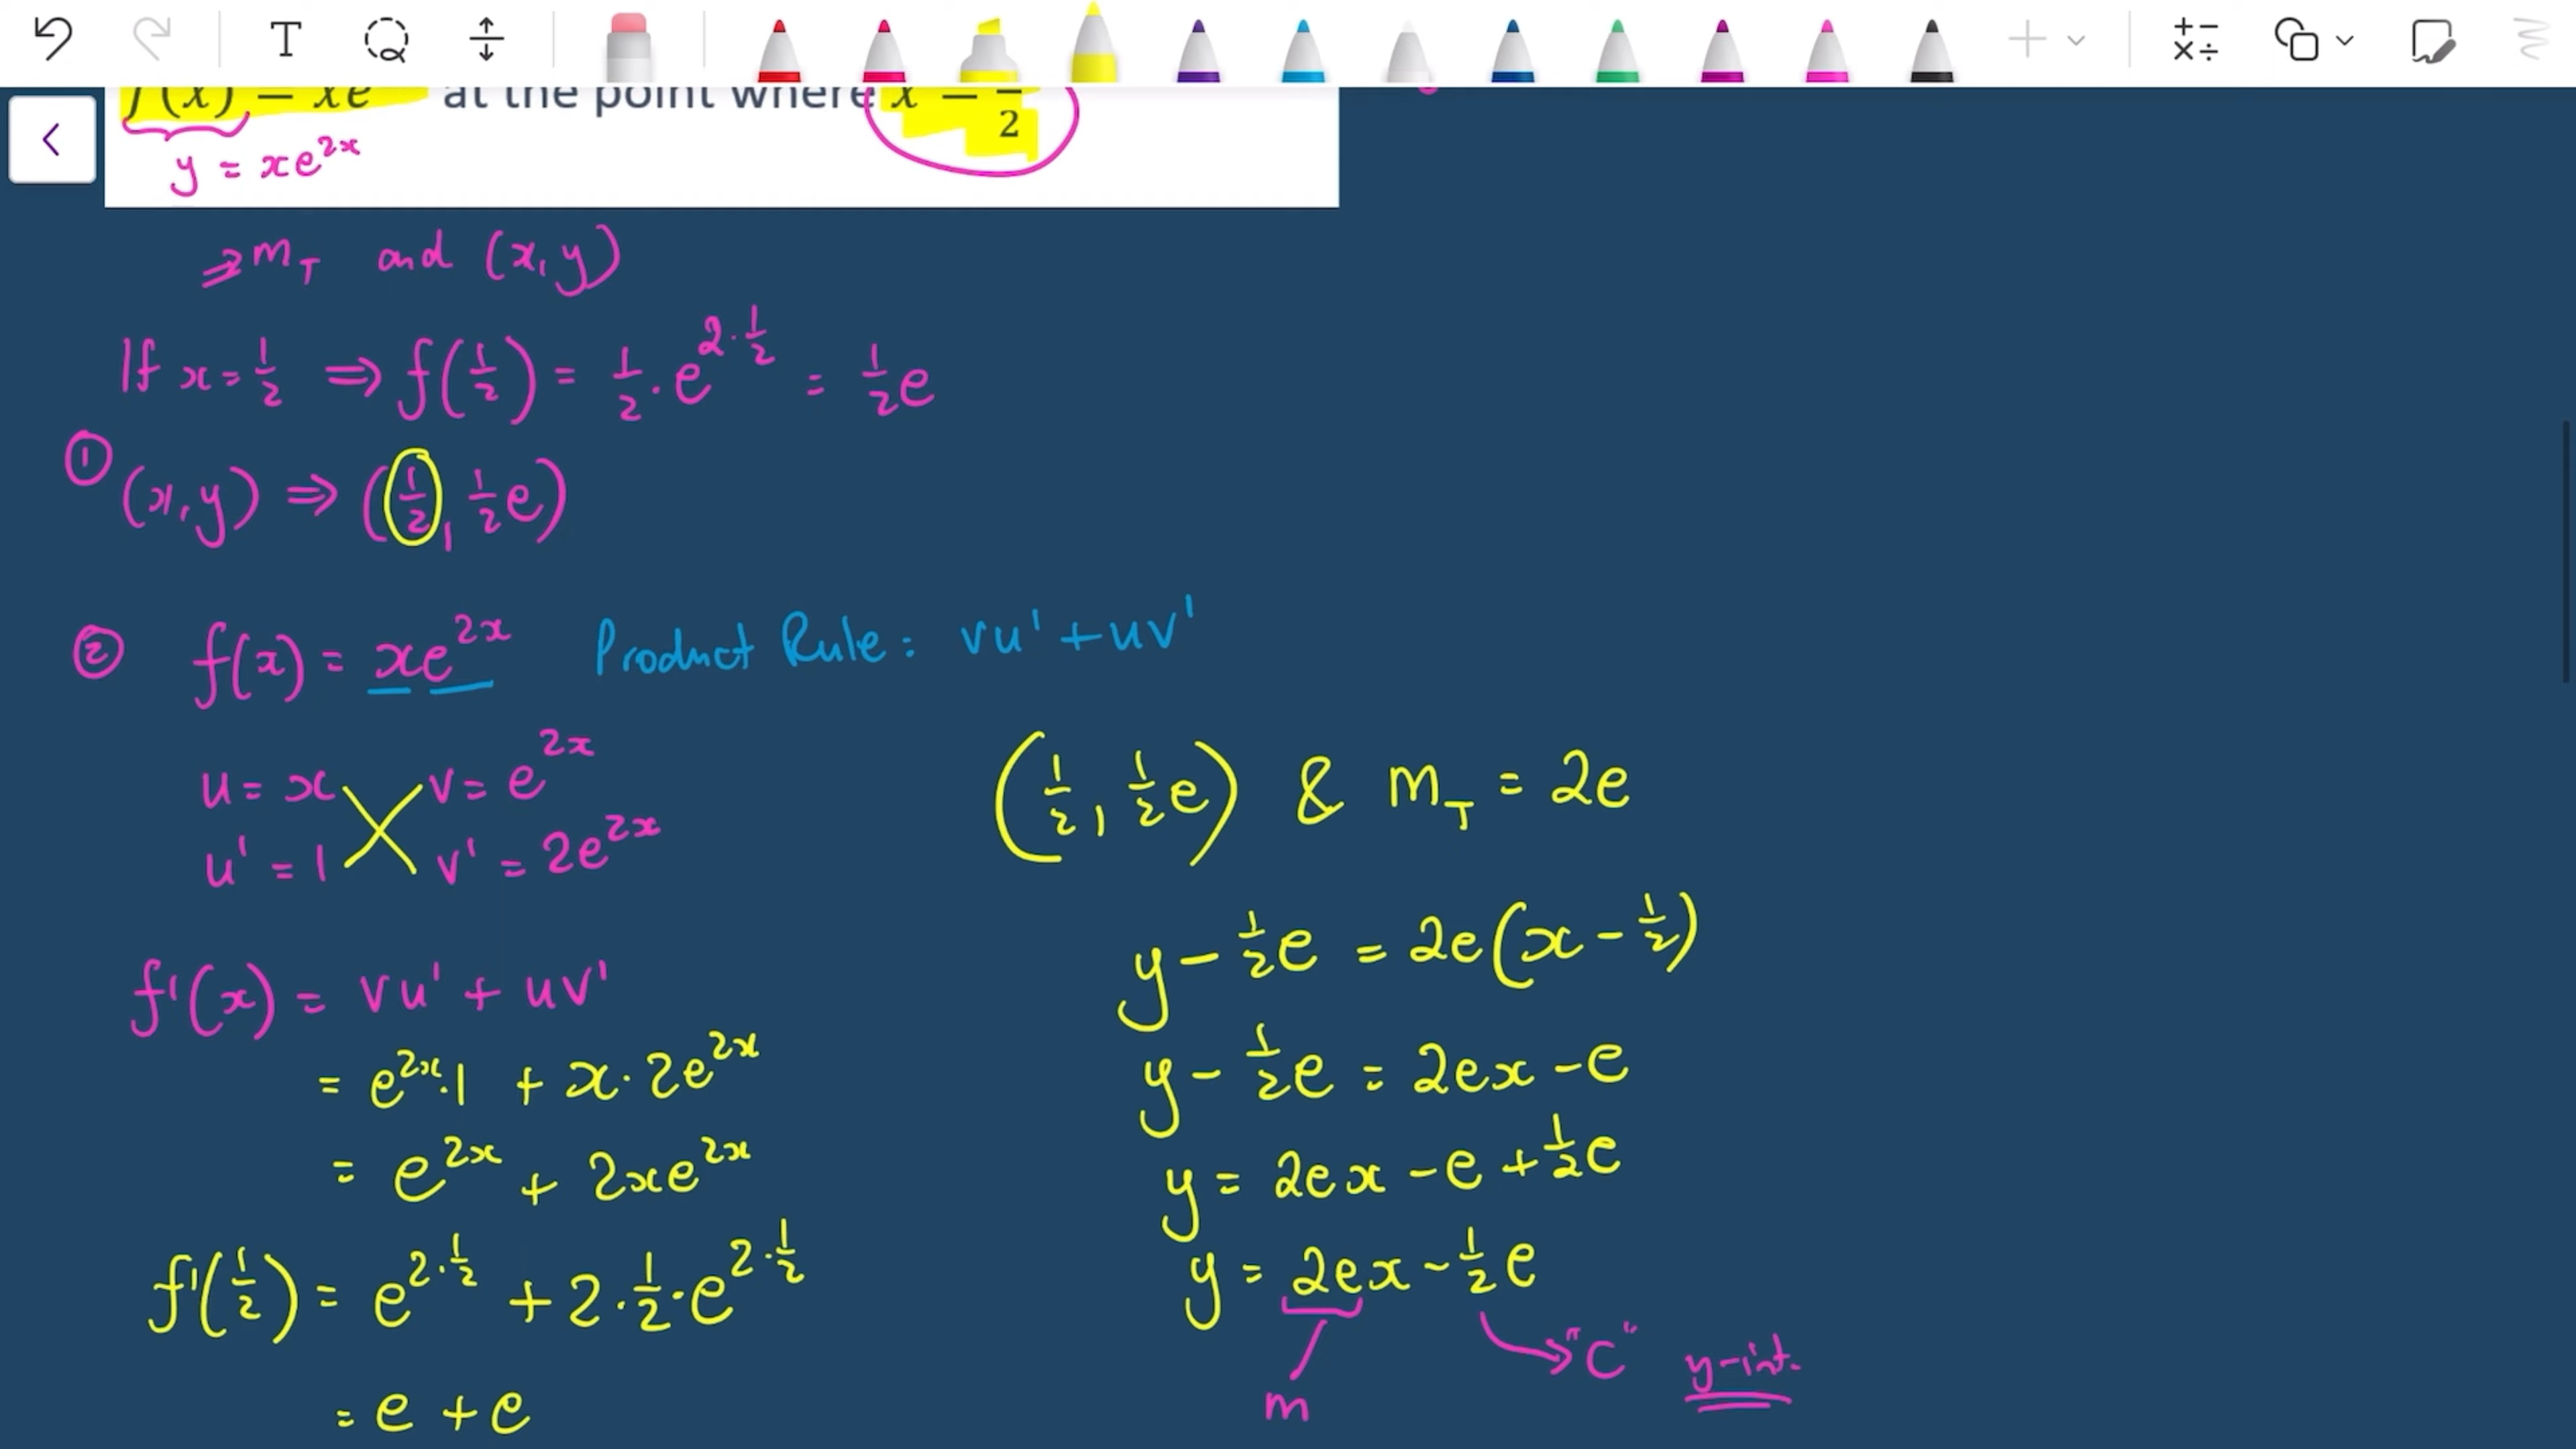 f(x) = xe at the point where x = 1/2
y = xe^{2x}
⇒ m_T and (x, y)
If x = 1/2 ⇒ f(1/2) = 1/2 · e^{2·1/2} = 1/2 e
① (x, y) ⇒ (1/2, 1/2 e)
② f(x) = xe^{2x} Product Rule: vu' + uv'
u = x v = e^{2x}
u' = 1 v' = 2e^{2x}
f'(x) = vu' + uv'
= e^{2x}·1 + x·2e^{2x}
= e^{2x} + 2xe^{2x}
f'(1/2) = e^{2·1/2} + 2·1/2·e^{2·1/2}
= e + e
(1/2, 1/2 e) & m_T = 2e
y - 1/2 e = 2e(x - 1/2)
y - 1/2 e = 2ex - e
y = 2ex - e + 1/2 e
y = 2ex - 1/2 e
m → "C" y-int.